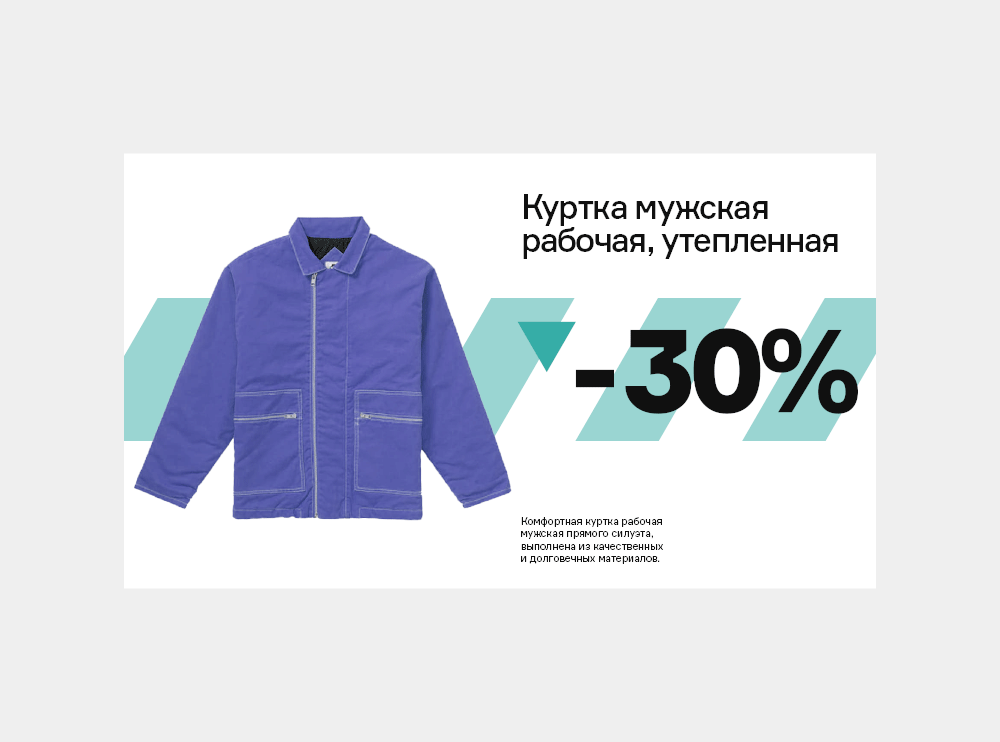 Куртка мужская
рабочая, утепленная
-30%
Комфортная куртка рабочая
мужская прямого силуэта,
выполнена из качественных
и долговечных материалов.